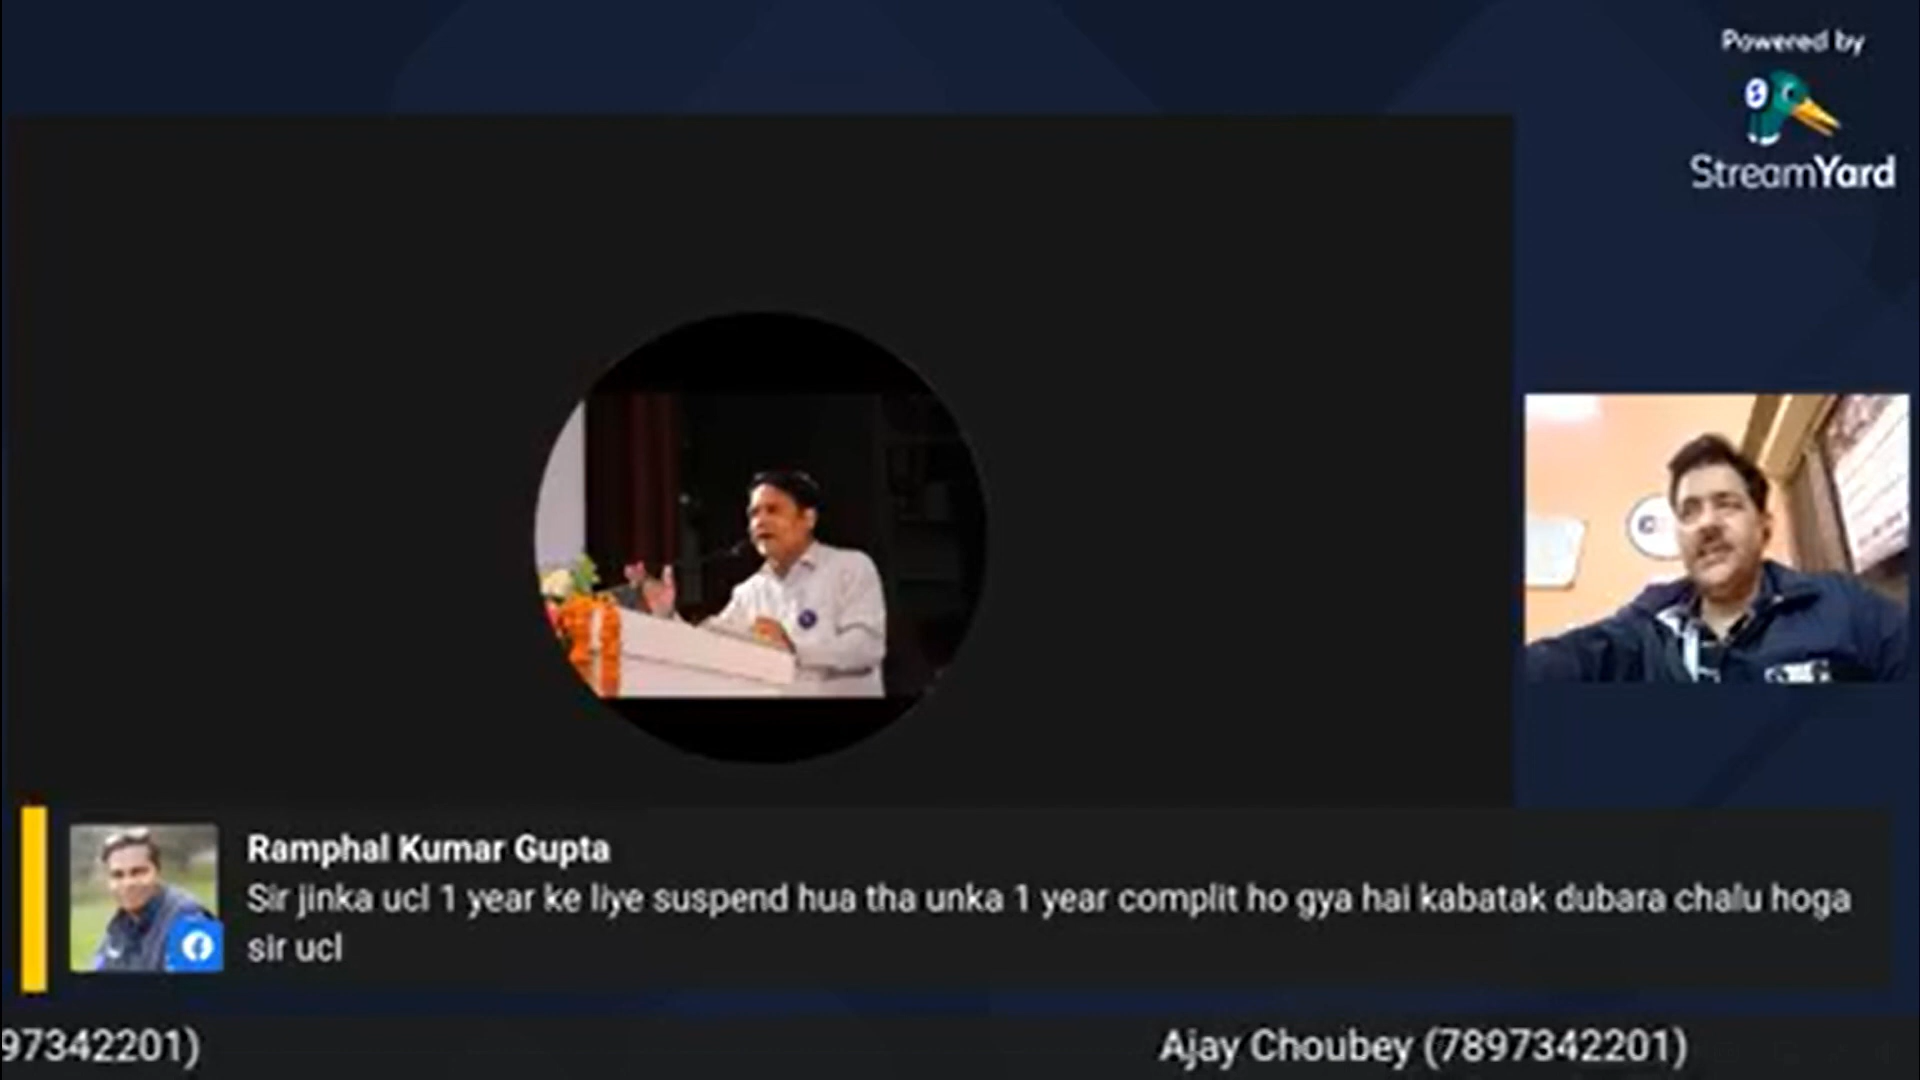 Powered by
StreamYard
Ramphal Kumar Gupta
Sir jinka ucl 1 year ke liye suspend hua tha unka 1 year complit ho gya hai kabatak dubara chalu hoga
sir ucl
97342201)
Ajay Choubey (7897342201)